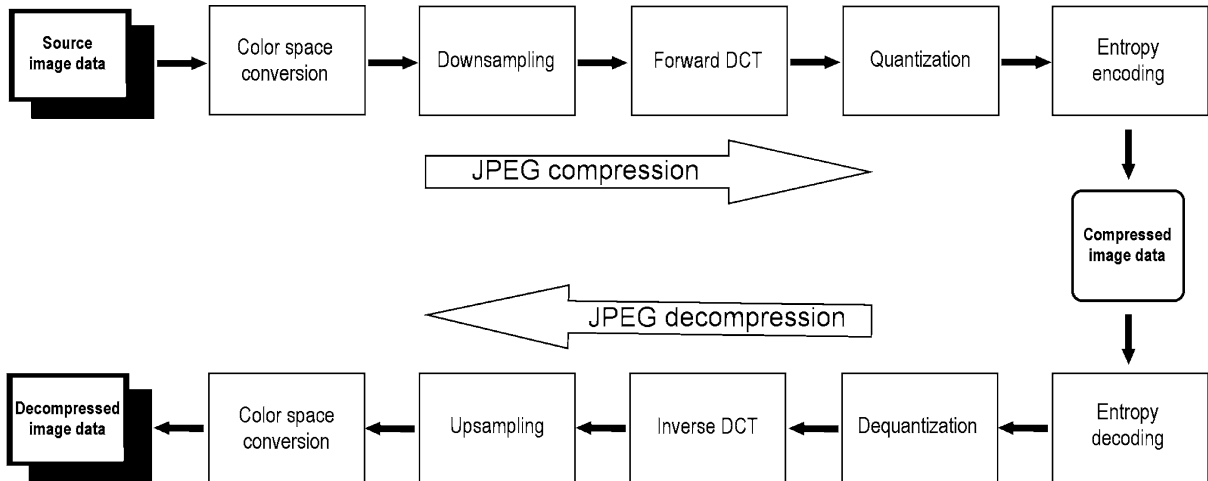 Source
image data
Color space
conversion
Downsampling
Forward DCT
Quantization
Entropy
encoding
JPEG compression
Compressed
image data
JPEG decompression
Decompressed
image data
Color space
conversion
Upsampling
Inverse DCT
Dequantization
Entropy
decoding